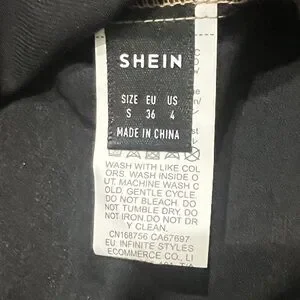 SHEIN
SIZE EU US
S 36 4
MADE IN CHINA
WASH WITH LIKE COL
ORS. WASH INSIDE O
UT. MACHINE WASH C
OLD. GENTLE CYCLE.
DO NOT BLEACH. DO
NOT TUMBLE DRY. DO
NOT IRON. DO NOT DR
Y CLEAN.
CN168756 CA67697
EU. INFINITE STYLES
ECOMMERCE CO., LI